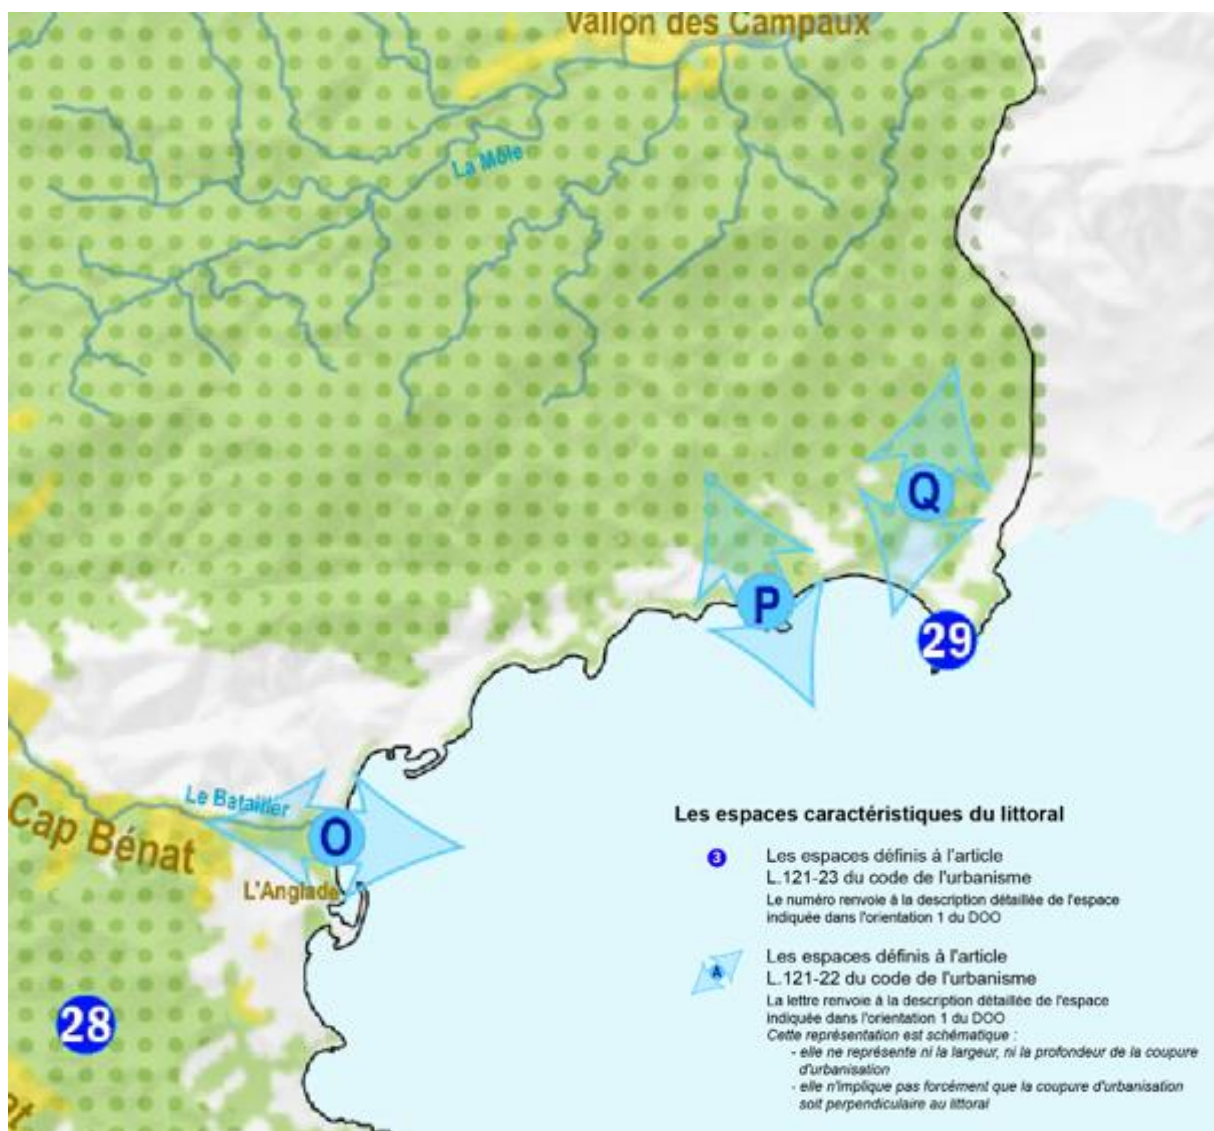 Vallon des Campaux
La Môle
Q
P
29
Le Batailler
O
Cap Bénat
L'Anglade
28
Les espaces caractéristiques du littoral
3
Les espaces définis à l'article
L.121-23 du code de l'urbanisme
Le numéro renvoie à la description détaillée de l'espace
indiquée dans l'orientation 1 du DOO
A
Les espaces définis à l'article
L.121-22 du code de l'urbanisme
La lettre renvoie à la description détaillée de l'espace
indiquée dans l'orientation 1 du DOO
Cette représentation est schématique :
- elle ne représente ni la largeur, ni la profondeur de la coupure
d'urbanisation
- elle n'implique pas forcément que la coupure d'urbanisation
soit perpendiculaire au littoral